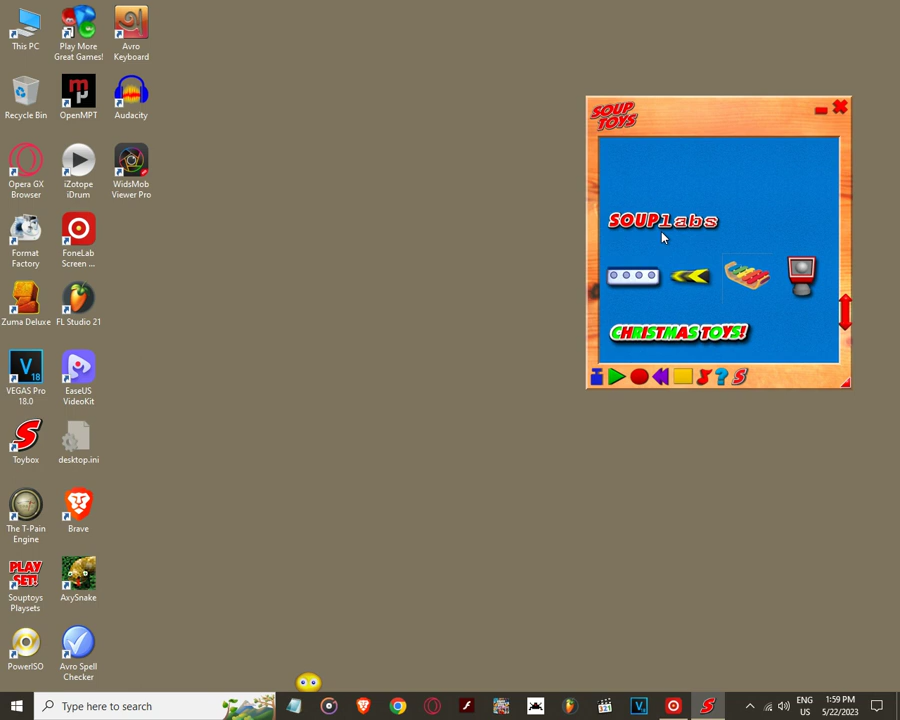 This PC
Play More
Great Games!
Avro
Keyboard
Recycle Bin
OpenMPT
Audacity
Opera GX
Browser
iZotope
iDrum
WidsMob
Viewer Pro
Format
Factory
FoneLab
Screen ...
Zuma Deluxe
FL Studio 21
VEGAS Pro
18.0
EaseUS
VideoKit
Toybox
desktop.ini
The T-Pain
Engine
Brave
PLAY
SET!
Souptoys
Playsets
AxySnake
PowerISO
Avro Spell
Checker
SOUP
TOYS
SOUPlabs
CHRISTMAS TOYS!
Type here to search
ENG
US
1:59 PM
5/22/2023